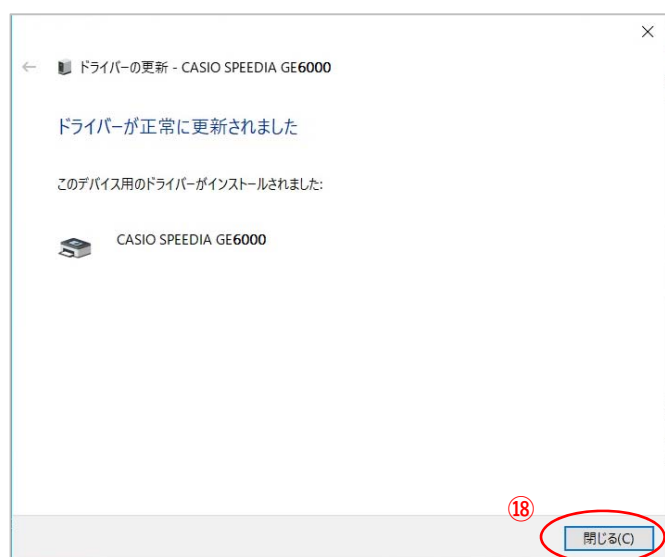 ドライバーの更新 - CASIO SPEEDIA GE6000
ドライバーが正常に更新されました
このデバイス用のドライバーがインストールされました:
CASIO SPEEDIA GE6000
⑱
閉じる(C)